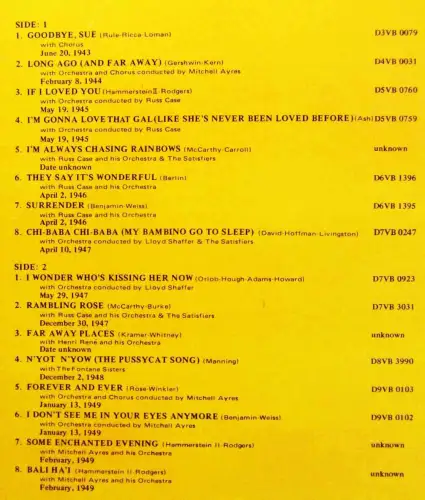 SIDE: 1
1. GOODBYE, SUE (Rule-Ricca-Loman) D3VB 0079
with Chorus
June 20, 1943
2. LONG AGO (AND FAR AWAY) (Gershwin-Kern) D4VB 0031
with Orchestra and Chorus conducted by Mitchell Ayres
February 8, 1944
3. IF I LOVED YOU (Hammerstein II-Rodgers) D5VB 0760
with Orchestra conducted by Russ Case
May 19, 1945
4. I'M GONNA LOVE THAT GAL (LIKE SHE'S NEVER BEEN LOVED BEFORE) (Ash) D5VB 0759
with Orchestra conducted by Russ Case
May 19, 1945
5. I'M ALWAYS CHASING RAINBOWS (McCarthy-Carroll) unknown
with Russ Case and his Orchestra & The Satisfiers
Date unknown
6. THEY SAY IT'S WONDERFUL (Berlin) D6VB 1396
with Russ Case and his Orchestra
April 2, 1946
7. SURRENDER (Benjamin-Weiss) D6VB 1395
with Russ Case and his Orchestra
April 2, 1946
8. CHI-BABA CHI-BABA (MY BAMBINO GO TO SLEEP) (David-Hoffman-Livingston) D7VB 0247
with Orchestra conducted by Lloyd Shaffer & The Satisfiers
April 10, 1947
SIDE: 2
1. I WONDER WHO'S KISSING HER NOW (Orlob-Hough-Adams-Howard) D7VB 0923
with Orchestra conducted by Lloyd Shaffer
May 29, 1947
2. RAMBLING ROSE (McCarthy-Burke) D7VB 3031
with Russ Case and his Orchestra & The Satisfiers
December 30, 1947
3. FAR AWAY PLACES (Kramer-Whitney) unknown
with Henri René and his Orchestra
Date unknown
4. N'YOT N'YOW (THE PUSSYCAT SONG) (Manning) D8VB 3990
with The Fontane Sisters
December 2, 1948
5. FOREVER AND EVER (Rose-Winkler) D9VB 0103
with Orchestra and Chorus conducted by Mitchell Ayres
January 13, 1949
6. I DON'T SEE ME IN YOUR EYES ANYMORE (Benjamin-Weiss) D9VB 0102
with Orchestra conducted by Mitchell Ayres
January 13, 1949
7. SOME ENCHANTED EVENING (Hammerstein II-Rodgers) unknown
with Mitchell Ayres and his Orchestra
February, 1949
8. BALI HA'I (Hammerstein II-Rodgers) unknown
with Mitchell Ayres and his Orchestra
February, 1949